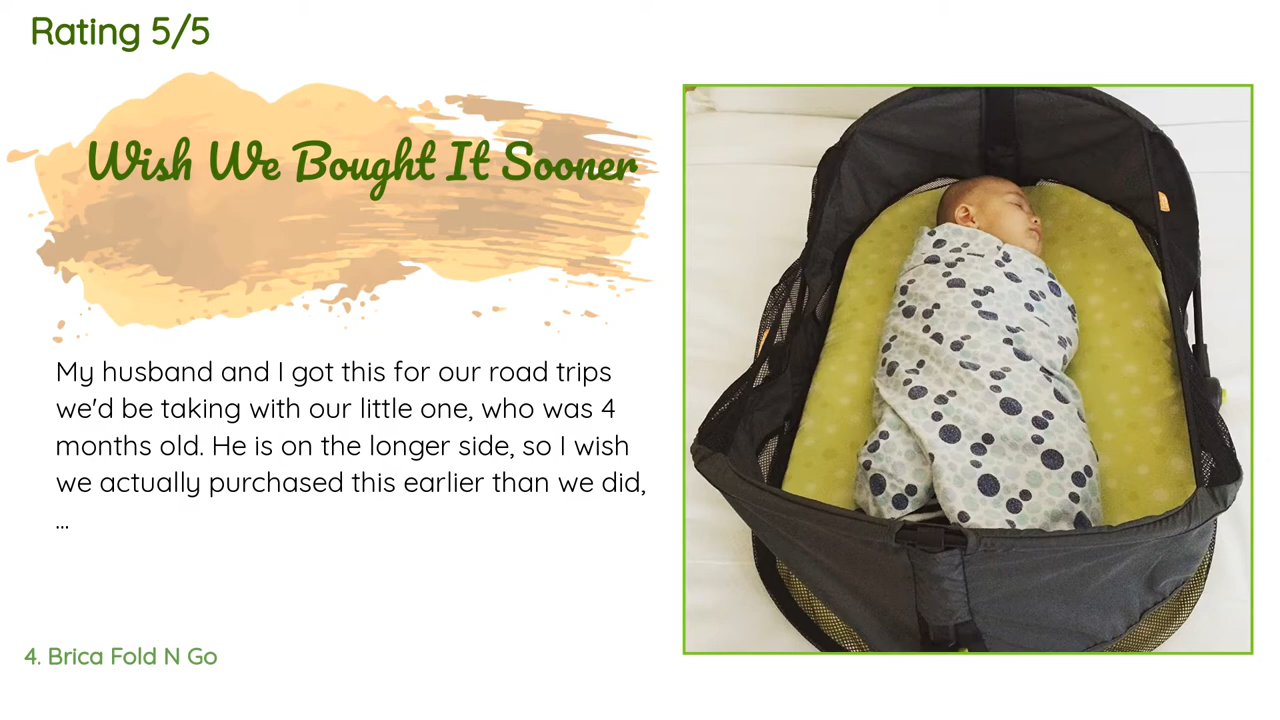 Rating 5/5
Wish We Bought It Sooner
My husband and I got this for our road trips
we'd be taking with our little one, who was 4
months old. He is on the longer side, so I wish
we actually purchased this earlier than we did,
...
4. Brica Fold N Go